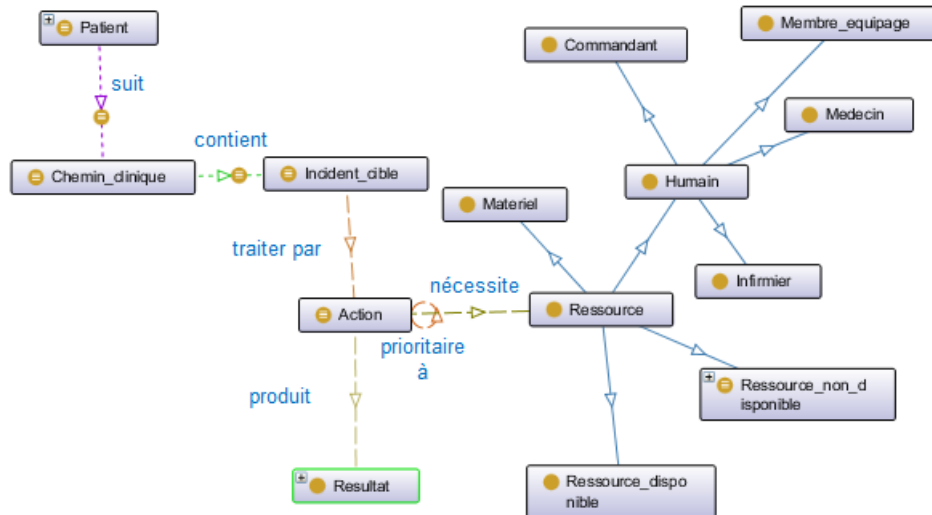 Patient
Membre_equipage
Commandant
suit
Medecin
contient
Chemin_clinique
Incident_cible
Humain
Materiel
traiter par
nécessite
Infirmier
Action
Ressource
prioritaire
à
produit
Ressource_non_d
isponible
Resultat
Ressource_dispo
nible